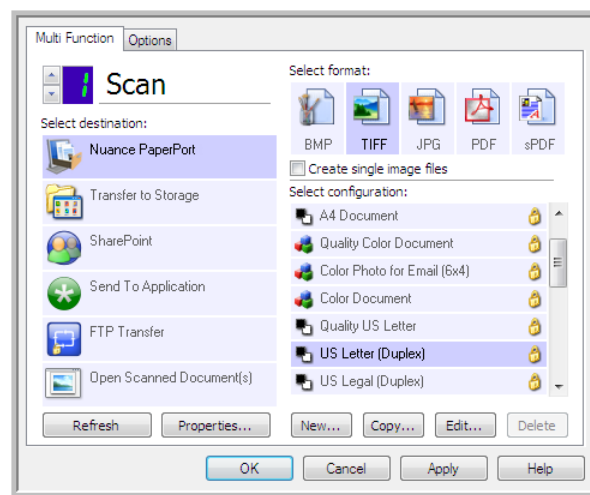 Multi Function
Options
1 Scan
Select destination:
Nuance PaperPort
Transfer to Storage
SharePoint
Send To Application
FTP Transfer
Open Scanned Document(s)
Refresh
Properties...
Select format:
BMP TIFF JPG PDF sPDF
Create single image files
Select configuration:
A4 Document
Quality Color Document
Color Photo for Email (6x4)
Color Document
Quality US Letter
US Letter (Duplex)
US Legal (Duplex)
New... Copy... Edit... Delete
OK Cancel Apply Help